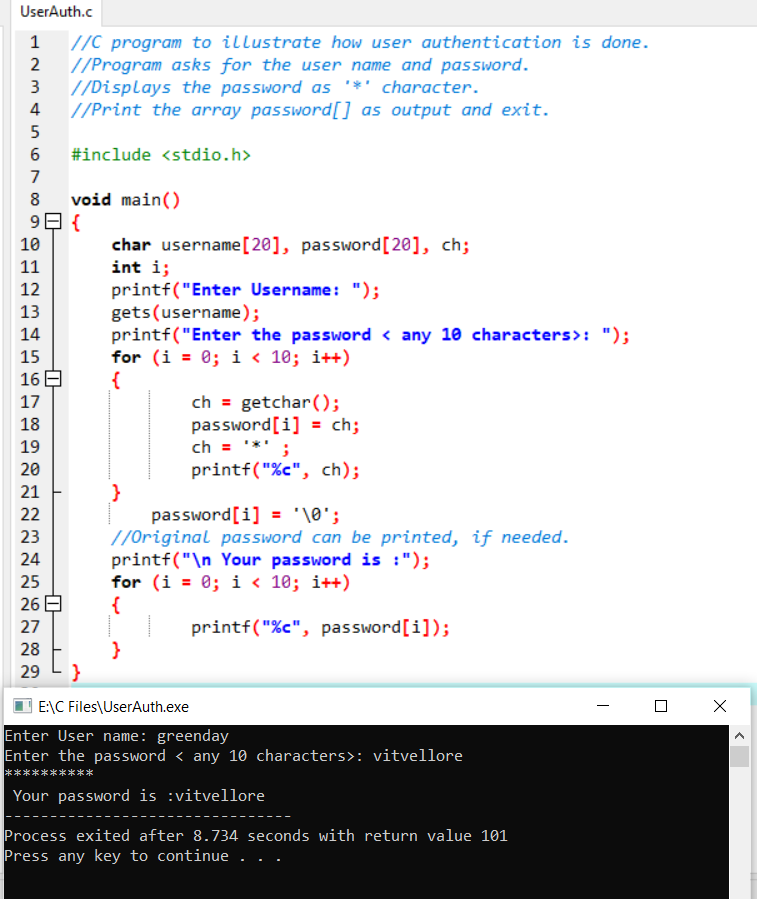 UserAuth.c
1 //C program to illustrate how user authentication is done.
2 //Program asks for the user name and password.
3 //Displays the password as '*' character.
4 //Print the array password[] as output and exit.
5
6 #include <stdio.h>
7
8 void main()
9 {
10 char username[20], password[20], ch;
11 int i;
12 printf("Enter Username: ");
13 gets(username);
14 printf("Enter the password < any 10 characters>: ");
15 for (i = 0; i < 10; i++)
16 {
17 ch = getchar();
18 password[i] = ch;
19 ch = '*' ;
20 printf("%c", ch);
21 }
22 password[i] = '\0';
23 //Original password can be printed, if needed.
24 printf("\n Your password is :");
25 for (i = 0; i < 10; i++)
26 {
27 printf("%c", password[i]);
28 }
29 }
E:\C Files\UserAuth.exe
Enter User name: greenday
Enter the password < any 10 characters>: vitvellore
**********
Your password is :vitvellore
--------------------------------
Process exited after 8.734 seconds with return value 101
Press any key to continue . . .